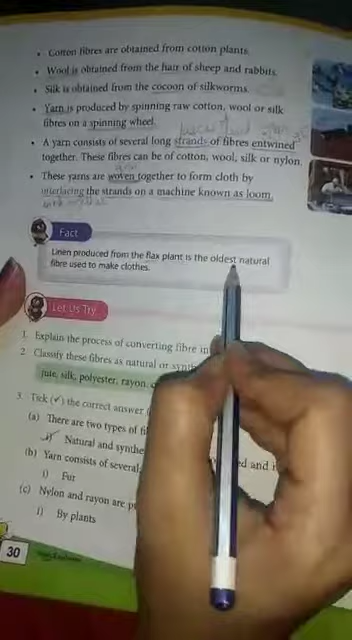 • Cotton fibres are obtained from cotton plants.
• Wool is obtained from the hair of sheep and rabbits.
• Silk is obtained from the cocoon of silkworms.
• Yarn is produced by spinning raw cotton, wool or silk
fibres on a spinning wheel.
• A yarn consists of several long strands of fibres entwined
together. These fibres can be of cotton, wool, silk or nylon.
• These yarns are woven together to form cloth by
interlacing the strands on a machine known as loom.
Fact
Linen produced from the flax plant is the oldest natural
fibre used to make clothes.
Let Us Try
1. Explain the process of converting fibre in
2. Classify these fibres as natural or synth
jute, silk, polyester, rayon,
3. Tick (✓) the correct answer
(a) There are two types of fi
i) Natural and synthe
(b) Yarn consists of several
i) Fur
(c) Nylon and rayon are p
i) By plants
30